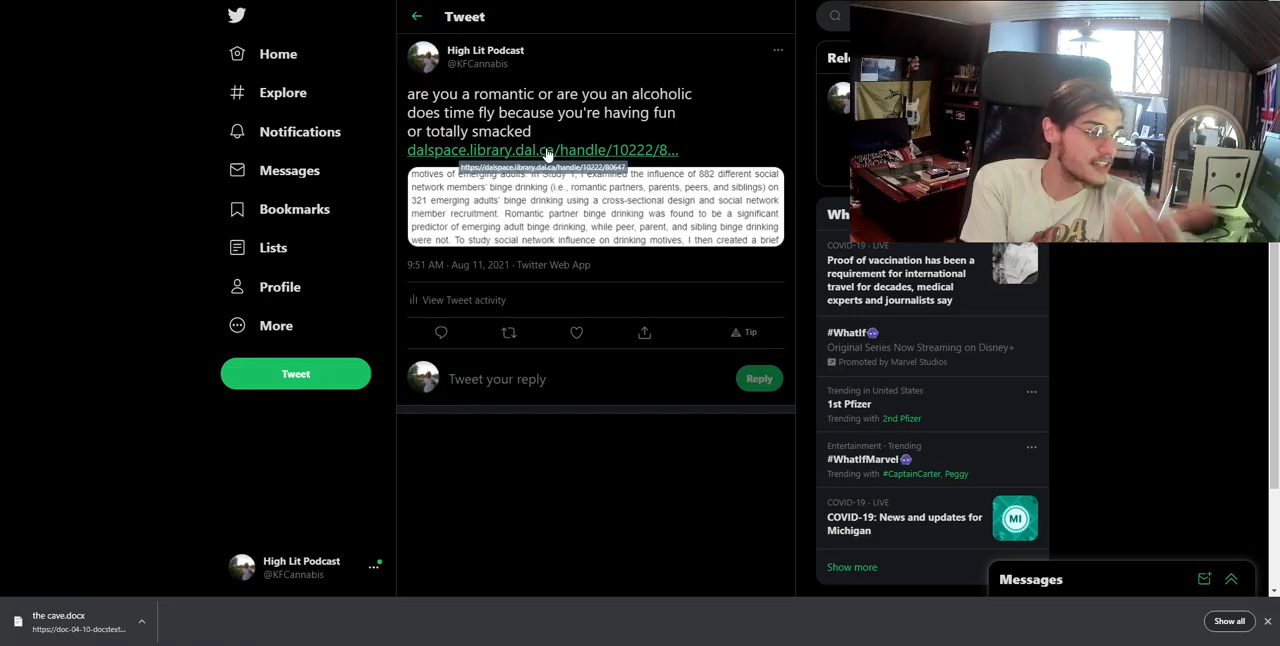 Tweet
High Lit Podcast
@KFCannabis
Home
Explore
Notifications
Messages
Bookmarks
Lists
Profile
More
Tweet
High Lit Podcast
@KFCannabis
are you a romantic or are you an alcoholic
does time fly because you're having fun
or totally smacked
dalspace.library.dal.ca/handle/10222/8...
https://dalspace.library.dal.ca/handle/10222/80647
motives of emerging adults. In Study 1, I examined the influence of 882 different social
network members' binge drinking (i.e., romantic partners, parents, peers, and siblings) on
321 emerging adults' binge drinking using a cross-sectional design and social network
member recruitment. Romantic partner binge drinking was found to be a significant
predictor of emerging adult binge drinking, while peer, parent, and sibling binge drinking
were not. To study social network influence on drinking motives, I then created a brief
9:51 AM · Aug 11, 2021 · Twitter Web App
View Tweet activity
Tip
Tweet your reply
Reply
Rel
Wh
COVID-19 · LIVE
Proof of vaccination has been a
requirement for international
travel for decades, medical
experts and journalists say
#WhatIf
Original Series Now Streaming on Disney+
Promoted by Marvel Studios
Trending in United States
1st Pfizer
Trending with 2nd Pfizer
Entertainment · Trending
#WhatIfMarvel
Trending with #CaptainCarter, Peggy
COVID-19 · LIVE
COVID-19: News and updates for
Michigan
MI
Show more
Messages
the cave.docx
https://doc-04-10-docstext...
Show all